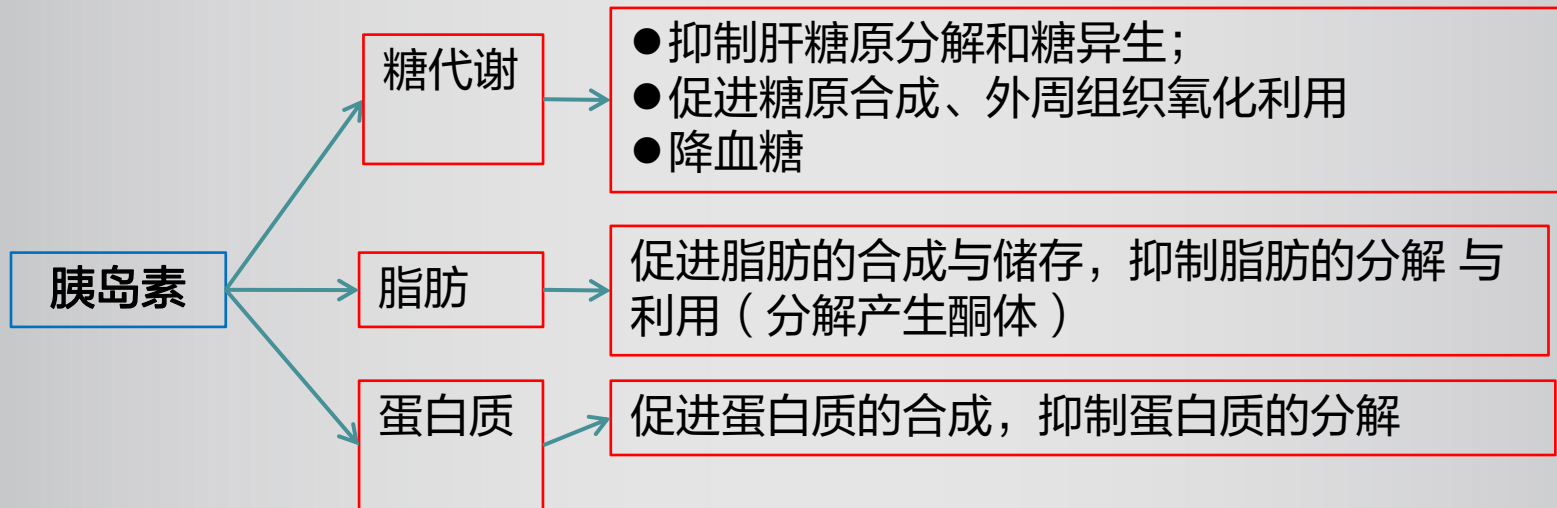 糖代谢
●抑制肝糖原分解和糖异生；
●促进糖原合成、外周组织氧化利用
●降血糖
胰岛素
脂肪
促进脂肪的合成与储存，抑制脂肪的分解 与
利用（分解产生酮体）
蛋白质
促进蛋白质的合成，抑制蛋白质的分解